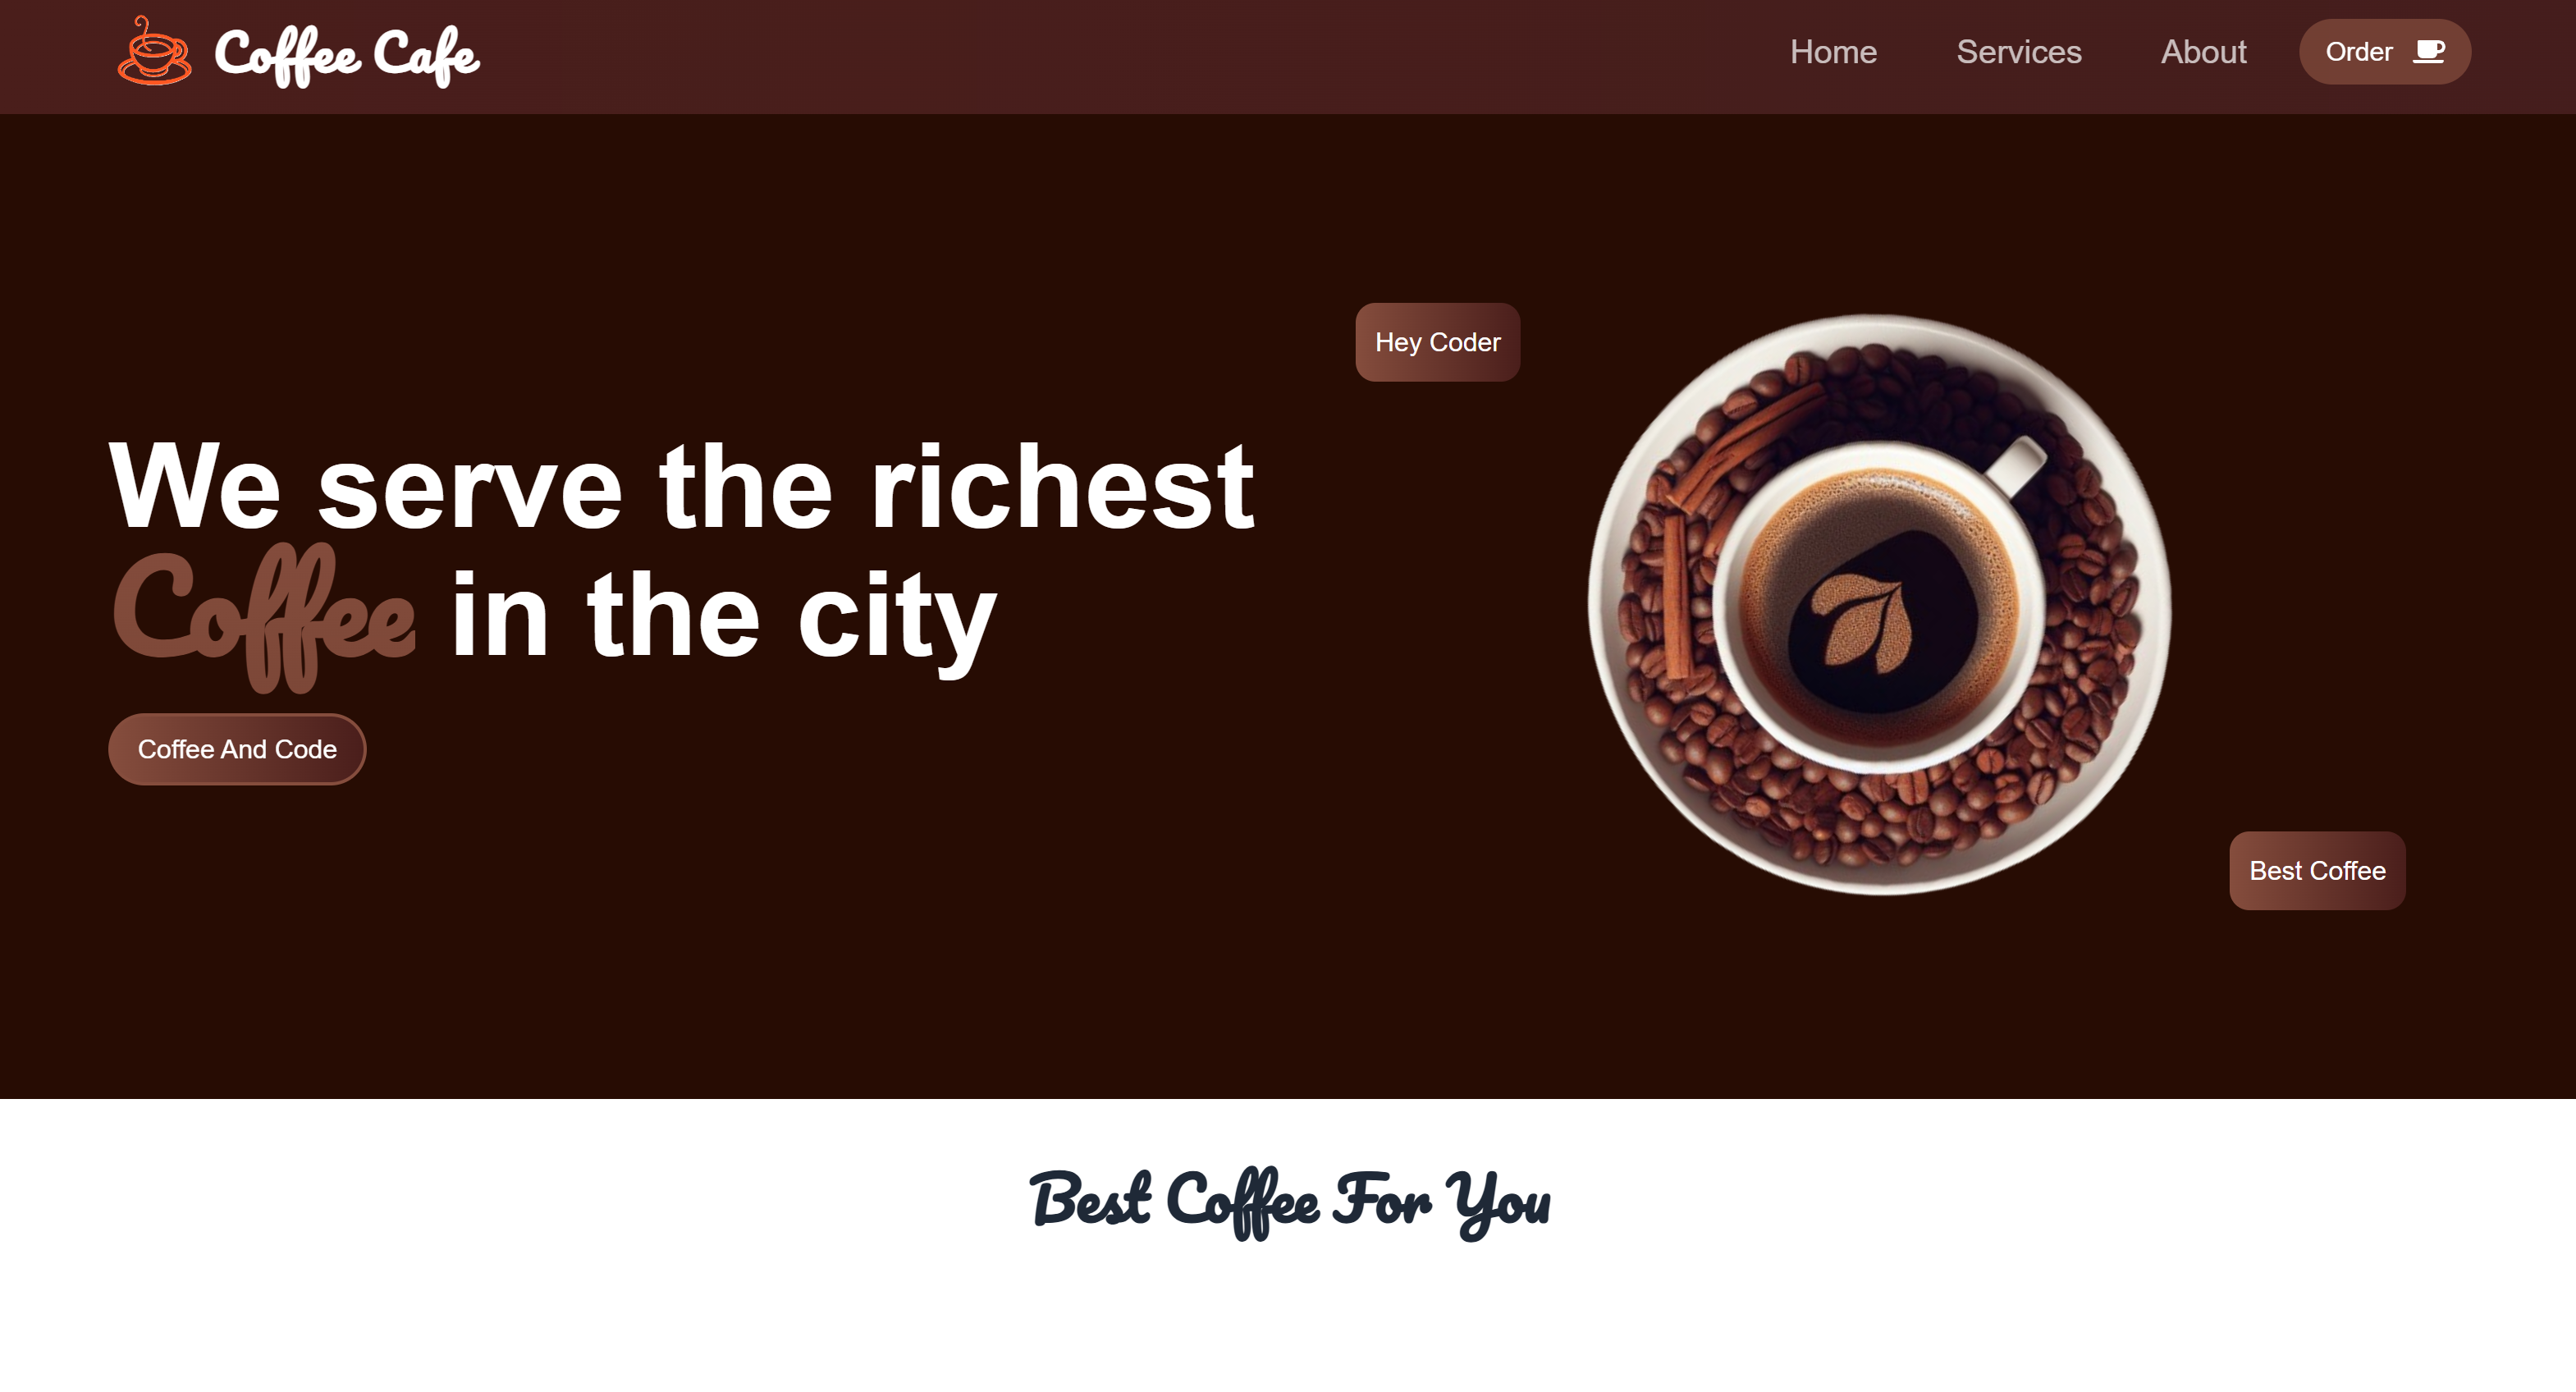 Coffee Cafe
Home
Services
About
Order
Hey Coder
We serve the richest
Coffee in the city
Coffee And Code
Best Coffee
Best Coffee For You